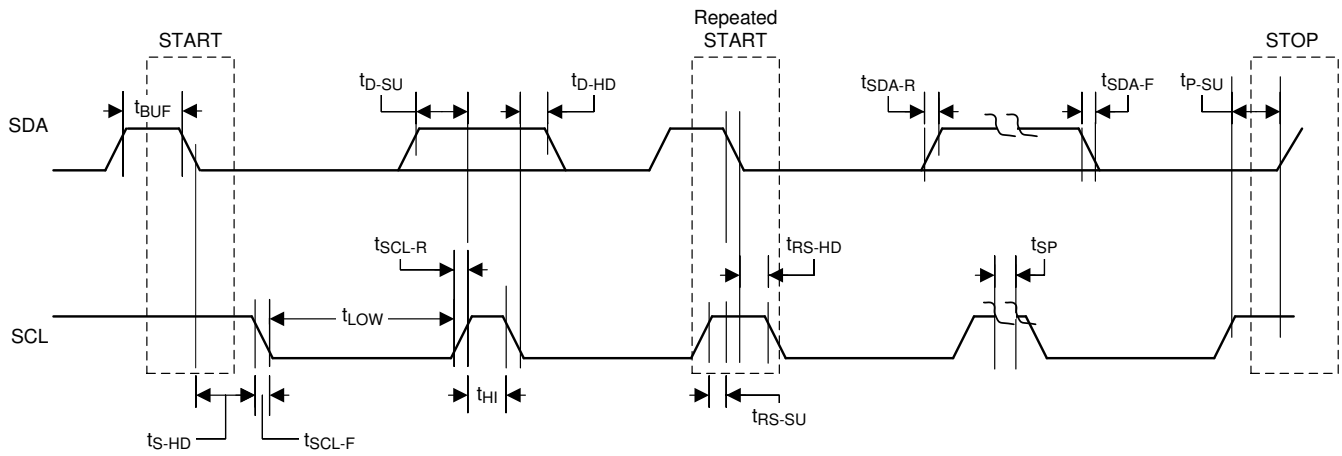 Repeated
START START STOP
tD-SU tD-HD tSDA-R tSDA-F tP-SU
tBUF
SDA
tSCL-R tRS-HD tSP
tLOW
SCL
tHI
tRS-SU
tS-HD tSCL-F